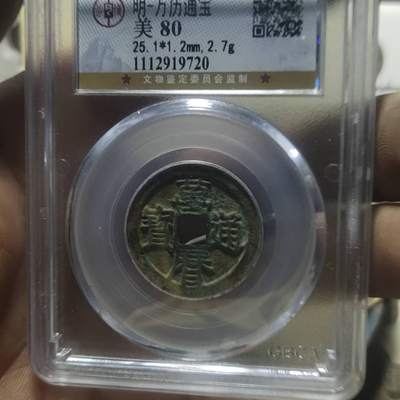 明-万历通宝
美 80
25.1*1.2mm, 2.7g
1112919720
文物鉴定委员会监制
萬曆通寶
GBCA